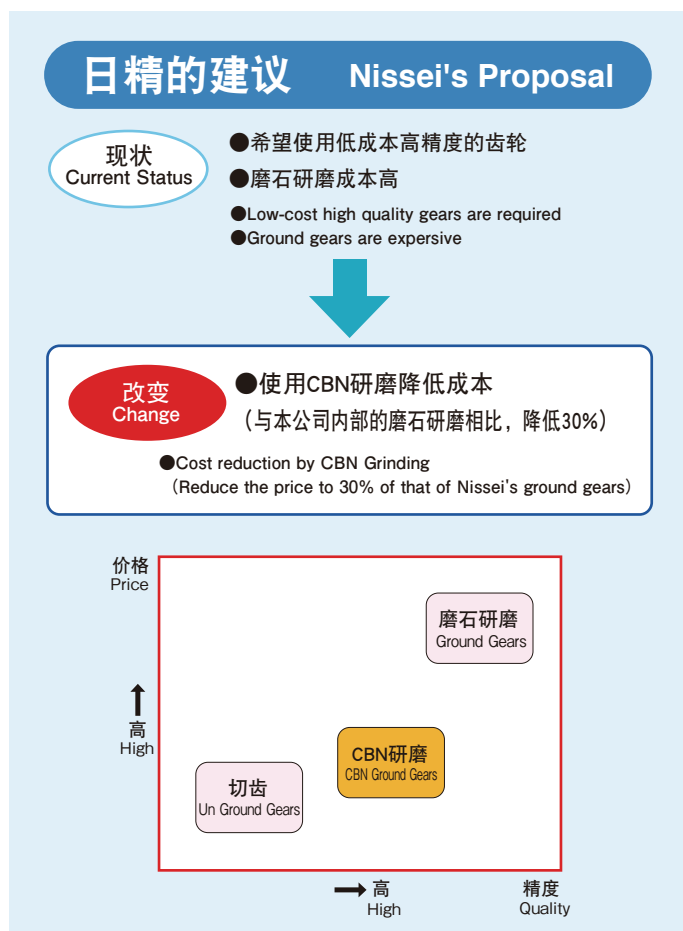 日精的建议 Nissei's Proposal
现状
Current Status
●希望使用低成本高精度的齿轮
●磨石研磨成本高
●Low-cost high quality gears are required
●Ground gears are expersive
改变
Change
●使用CBN研磨降低成本
（与本公司内部的磨石研磨相比，降低30%）
●Cost reduction by CBN Grinding
（Reduce the price to 30% of that of Nissei's ground gears）
价格
Price
磨石研磨
Ground Gears
高
High
CBN研磨
CBN Ground Gears
切齿
Un Ground Gears
高
High
精度
Quality